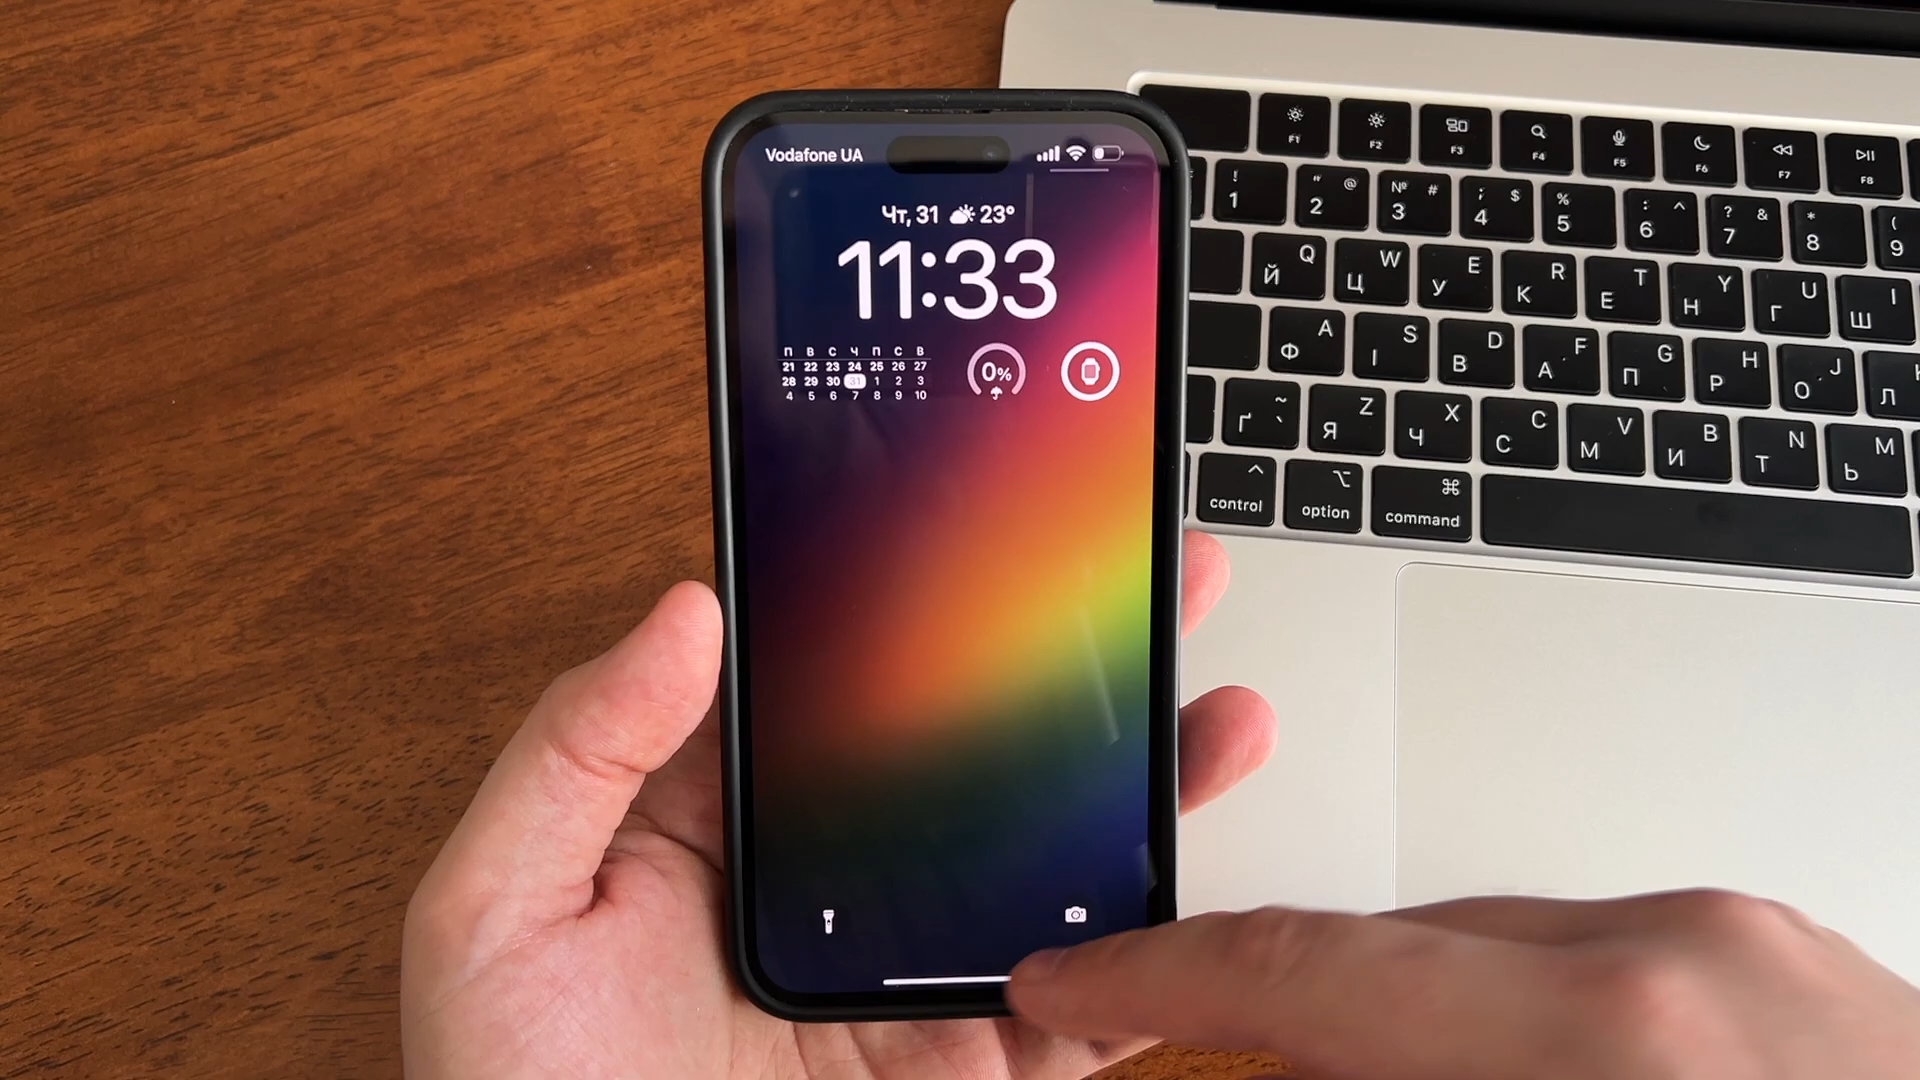 Vodafone UA
Чт, 31 23°
11:33
П В С Ч П С В
21 22 23 24 25 26 27
28 29 30 31 1 2 3
4 5 6 7 8 9 10
0%
F1 F2 F3 F4 F5 F6 F7 F8
! " @ № # ; $ % : ^ ? & * (
1 2 3 4 5 6 7 8 9
Q W E R T Y U I
Й Ц У К Е Н Г Ш
A S D F G H J
Ф І В А П Р О Л
~ Z X C V B N M
Ґ ` Я Ч С М И Т Ь
^ ⌥ ⌘
control option command